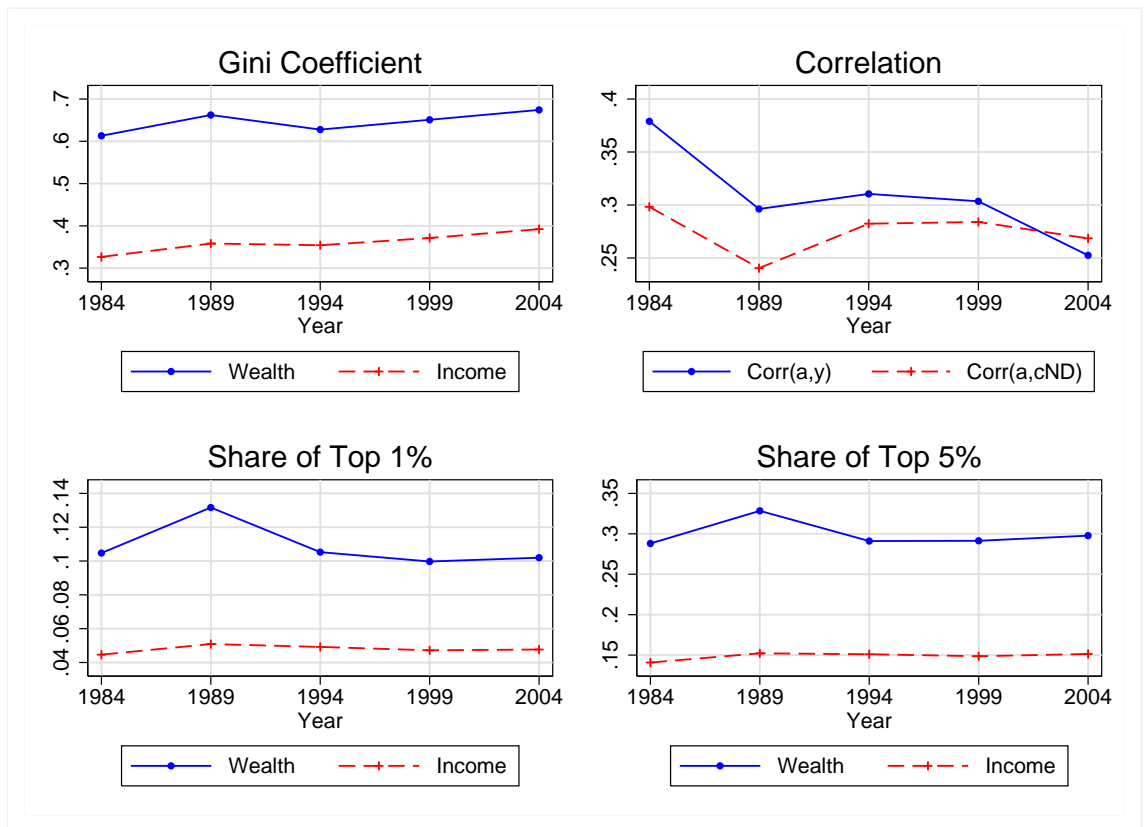 Gini Coefficient
.7
.6
.5
.4
.3
1984 1989 1994 1999 2004
Year
Wealth Income
Correlation
.4
.35
.3
.25
1984 1989 1994 1999 2004
Year
Corr(a,y) Corr(a,cND)
Share of Top 1%
.14
.12
.1
.08
.06
.04
1984 1989 1994 1999 2004
Year
Wealth Income
Share of Top 5%
.35
.3
.25
.2
.15
1984 1989 1994 1999 2004
Year
Wealth Income